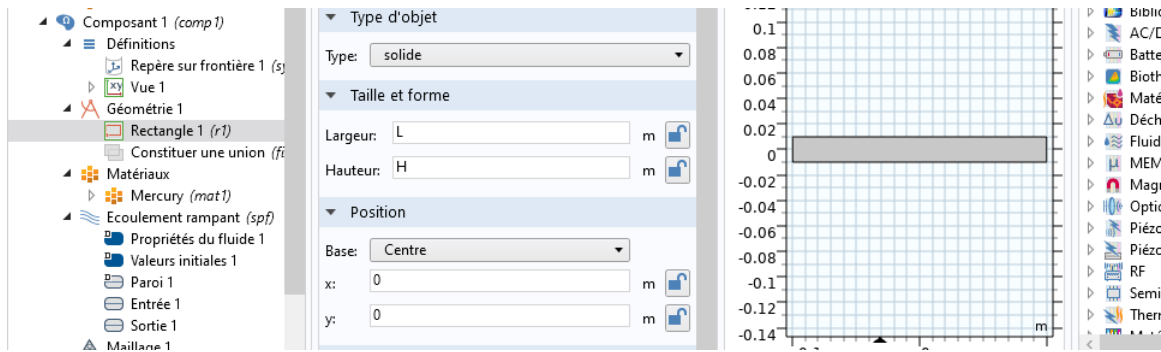 Composant 1 (comp1)
Définitions
Repère sur frontière 1 (s
Vue 1
Géométrie 1
Rectangle 1 (r1)
Constituer une union (fi
Matériaux
Mercury (mat1)
Ecoulement rampant (spf)
Propriétés du fluide 1
Valeurs initiales 1
Paroi 1
Entrée 1
Sortie 1
Maillage 1
Type d'objet
Type: solide
Taille et forme
Largeur: L m
Hauteur: H m
Position
Base: Centre
x: 0 m
y: 0 m
0.1
0.08
0.06
0.04
0.02
0
-0.02
-0.04
-0.06
-0.08
-0.1
-0.12
-0.14
m
Biblio
AC/D
Batte
Bioth
Maté
Déch
Fluid
MEM
Magn
Optic
Piézo
Piézo
RF
Semi
Therr